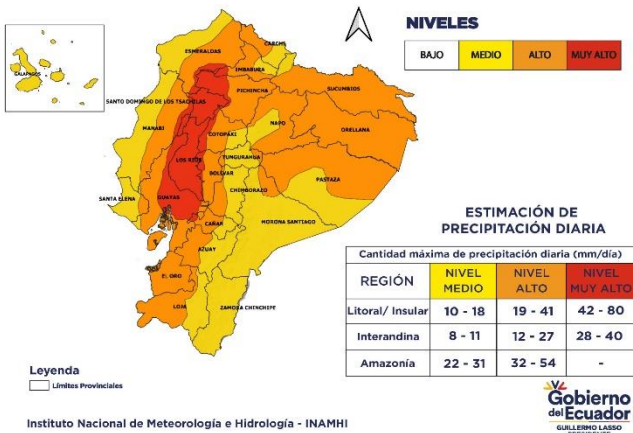 NIVELES
BAJO MEDIO ALTO MUY ALTO
GALAPAGOS
ESMERALDAS
CARCHI
IMBABURA
SUCUMBIOS
PICHINCHA
SANTO DOMINGO DE LOS TSACHILAS
ORELLANA
NAPO
MANABI
COTOPAXI
TUNGURAHUA
LOS RIOS
PASTAZA
BOLIVAR
CHIMBORAZO
SANTA ELENA
GUAYAS
MORONA SANTIAGO
CAÑAR
AZUAY
EL ORO
LOJA
ZAMORA CHINCHIPE
ESTIMACIÓN DE
PRECIPITACIÓN DIARIA
Cantidad máxima de precipitación diaria (mm/día)
REGIÓN NIVEL MEDIO NIVEL ALTO NIVEL MUY ALTO
Litoral/ Insular 10 - 18 19 - 41 42 - 80
Interandina 8 - 11 12 - 27 28 - 40
Amazonía 22 - 31 32 - 54 -
Leyenda
Límites Provinciales
Instituto Nacional de Meteorología e Hidrología - INAMHI
Gobierno
del Ecuador
GUILLERMO LASSO
PRESIDENTE